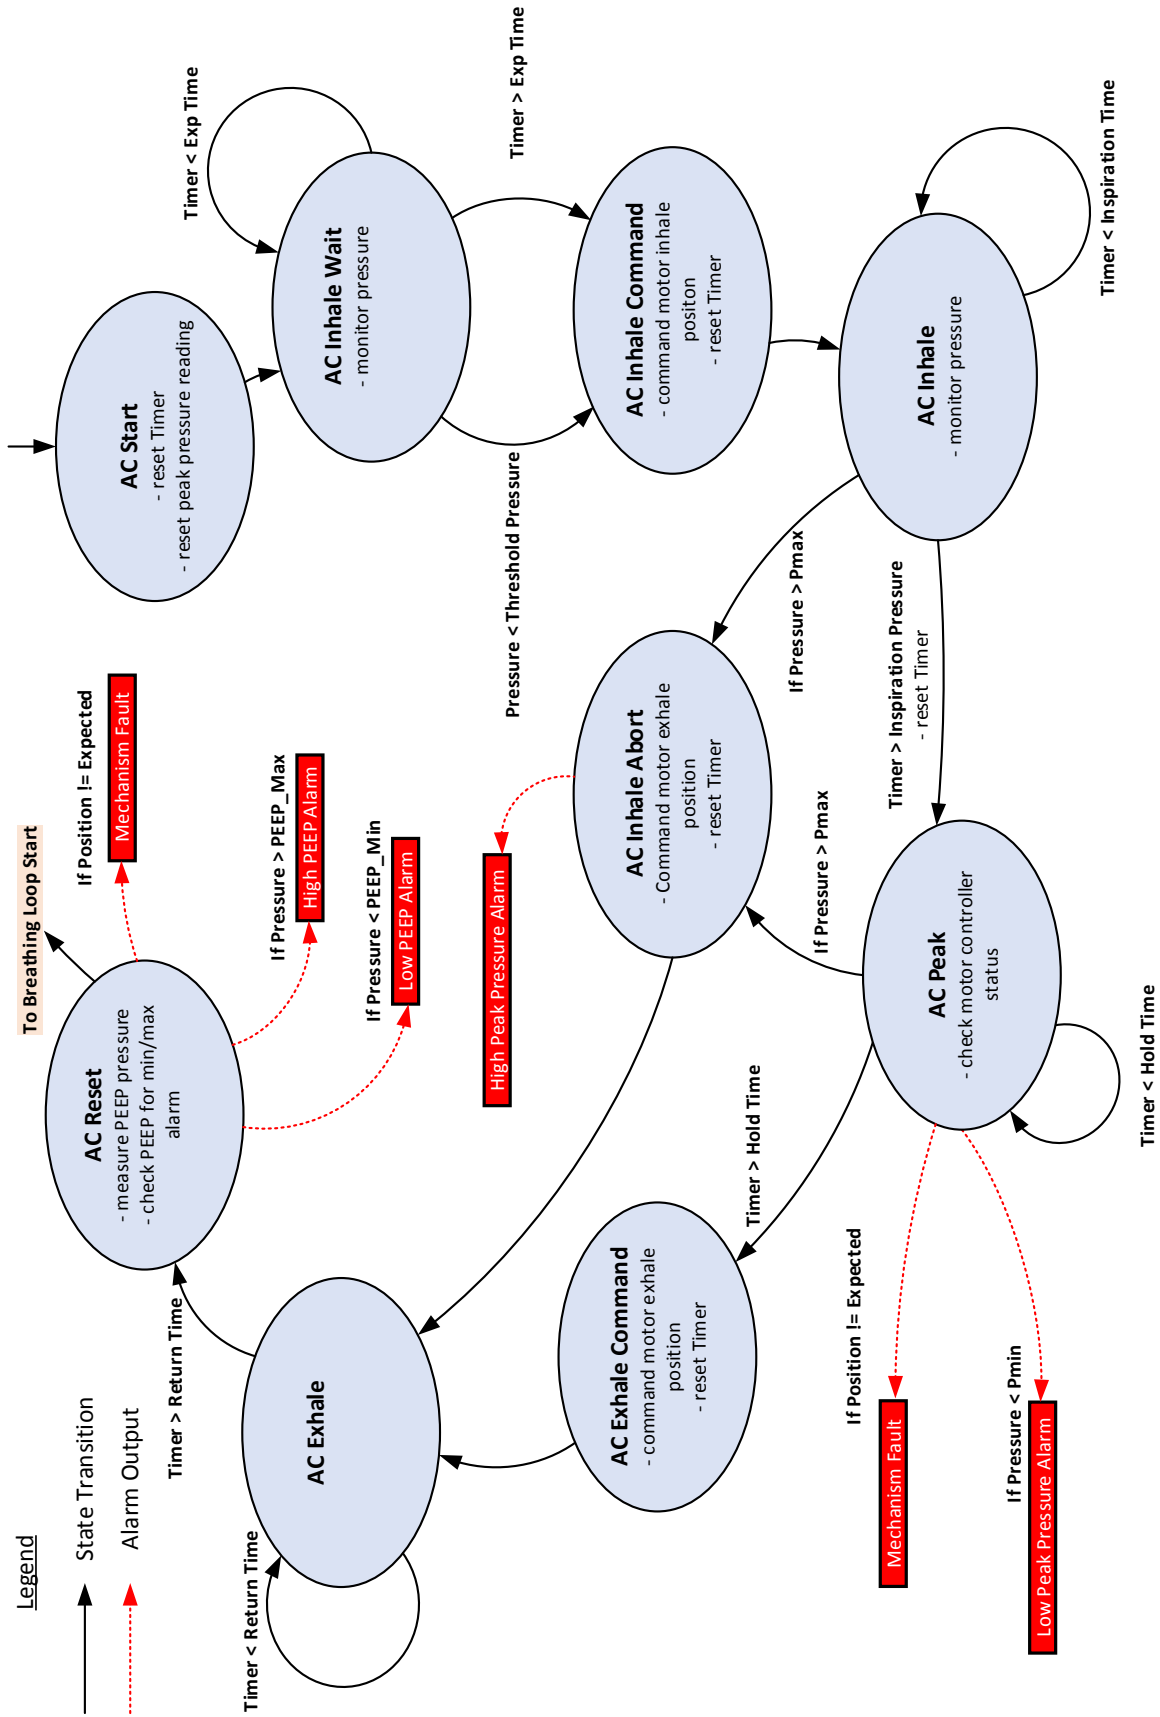 Legend
State Transition
Alarm Output
To Breathing Loop Start
AC Reset
- measure PEEP pressure
- check PEEP for min/max
alarm
If Position != Expected
Mechanism Fault
If Pressure > PEEP_Max
High PEEP Alarm
If Pressure < PEEP_Min
Low PEEP Alarm
AC Start
- reset Timer
- reset peak pressure reading
Timer < Exp Time
AC Inhale Wait
- monitor pressure
Timer > Exp Time
Pressure < Threshold Pressure
AC Inhale Command
- command motor inhale
positon
- reset Timer
AC Inhale
- monitor pressure
Timer < Inspiration Time
If Pressure > Pmax
Timer > Inspiration Pressure
- reset Timer
AC Inhale Abort
- Command motor exhale
position
- reset Timer
High Peak Pressure Alarm
If Pressure > Pmax
AC Peak
- check motor controller
status
Timer < Hold Time
Timer > Hold Time
If Position != Expected
Mechanism Fault
If Pressure < Pmin
Low Peak Pressure Alarm
AC Exhale Command
- command motor exhale
position
- reset Timer
AC Exhale
Timer < Return Time
Timer > Return Time